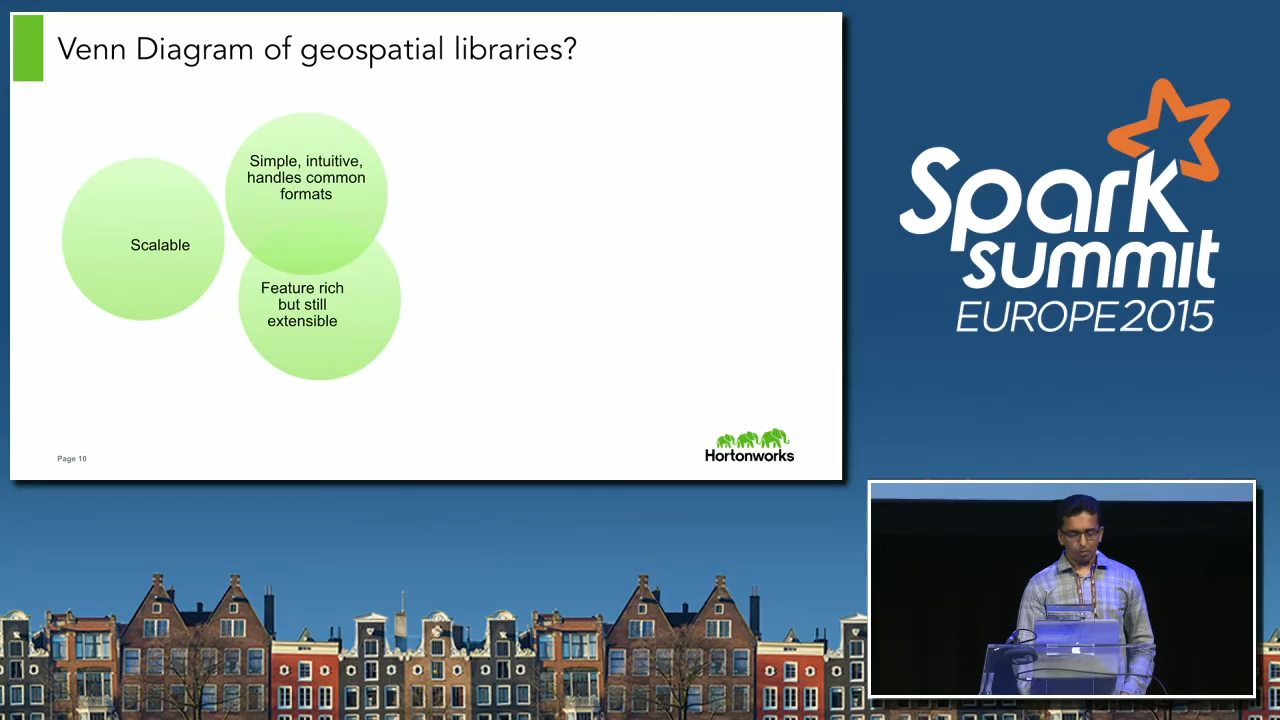 Venn Diagram of geospatial libraries?
Simple, intuitive,
handles common
formats
Scalable
Feature rich
but still
extensible
Page 10
Hortonworks
Spark
summit
EUROPE 2015